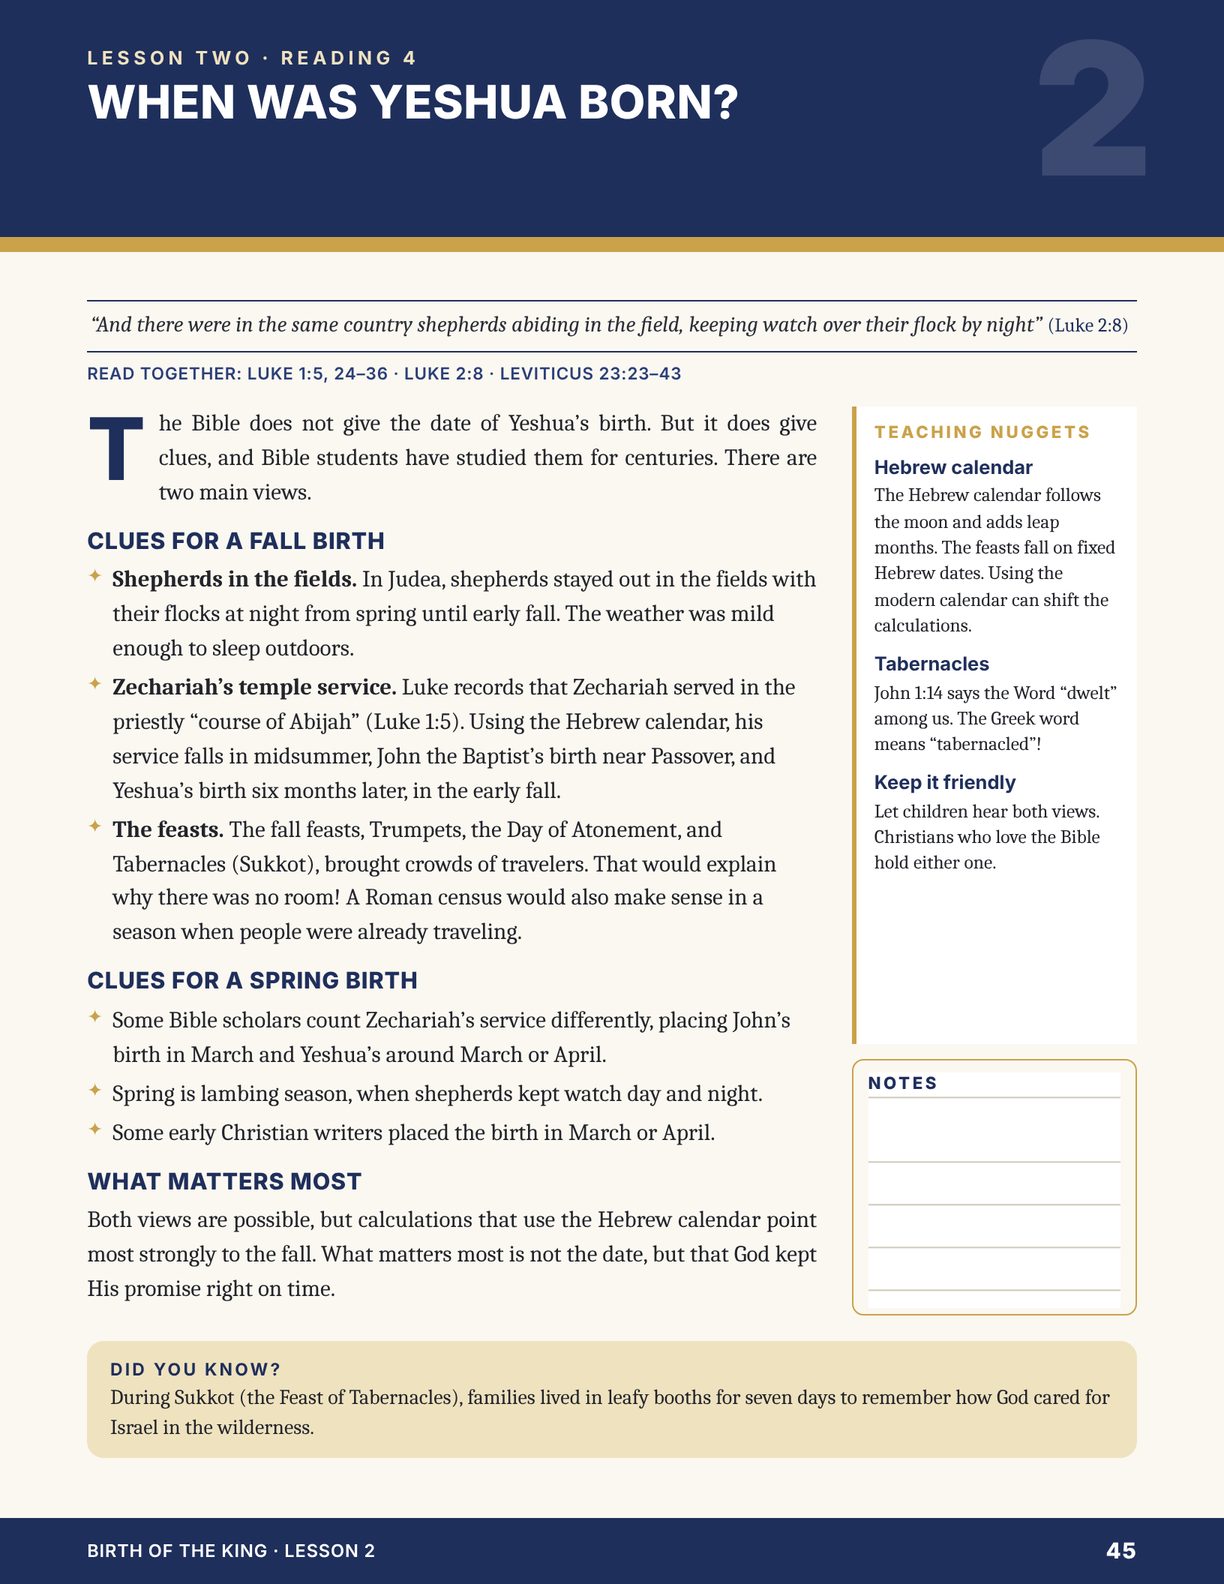 LESSON TWO · READING 4
WHEN WAS YESHUA BORN?
2
“And there were in the same country shepherds abiding in the field, keeping watch over their flock by night” (Luke 2:8)
READ TOGETHER: LUKE 1:5, 24–36 · LUKE 2:8 · LEVITICUS 23:23–43
The Bible does not give the date of Yeshua’s birth. But it does give
clues, and Bible students have studied them for centuries. There are
two main views.
CLUES FOR A FALL BIRTH
✦ Shepherds in the fields. In Judea, shepherds stayed out in the fields with
their flocks at night from spring until early fall. The weather was mild
enough to sleep outdoors.
✦ Zechariah’s temple service. Luke records that Zechariah served in the
priestly “course of Abijah” (Luke 1:5). Using the Hebrew calendar, his
service falls in midsummer, John the Baptist’s birth near Passover, and
Yeshua’s birth six months later, in the early fall.
✦ The feasts. The fall feasts, Trumpets, the Day of Atonement, and
Tabernacles (Sukkot), brought crowds of travelers. That would explain
why there was no room! A Roman census would also make sense in a
season when people were already traveling.
CLUES FOR A SPRING BIRTH
✦ Some Bible scholars count Zechariah’s service differently, placing John’s
birth in March and Yeshua’s around March or April.
✦ Spring is lambing season, when shepherds kept watch day and night.
✦ Some early Christian writers placed the birth in March or April.
WHAT MATTERS MOST
Both views are possible, but calculations that use the Hebrew calendar point
most strongly to the fall. What matters most is not the date, but that God kept
His promise right on time.
TEACHING NUGGETS
Hebrew calendar
The Hebrew calendar follows
the moon and adds leap
months. The feasts fall on fixed
Hebrew dates. Using the
modern calendar can shift the
calculations.
Tabernacles
John 1:14 says the Word “dwelt”
among us. The Greek word
means “tabernacled”!
Keep it friendly
Let children hear both views.
Christians who love the Bible
hold either one.
NOTES
DID YOU KNOW?
During Sukkot (the Feast of Tabernacles), families lived in leafy booths for seven days to remember how God cared for
Israel in the wilderness.
BIRTH OF THE KING · LESSON 2
45